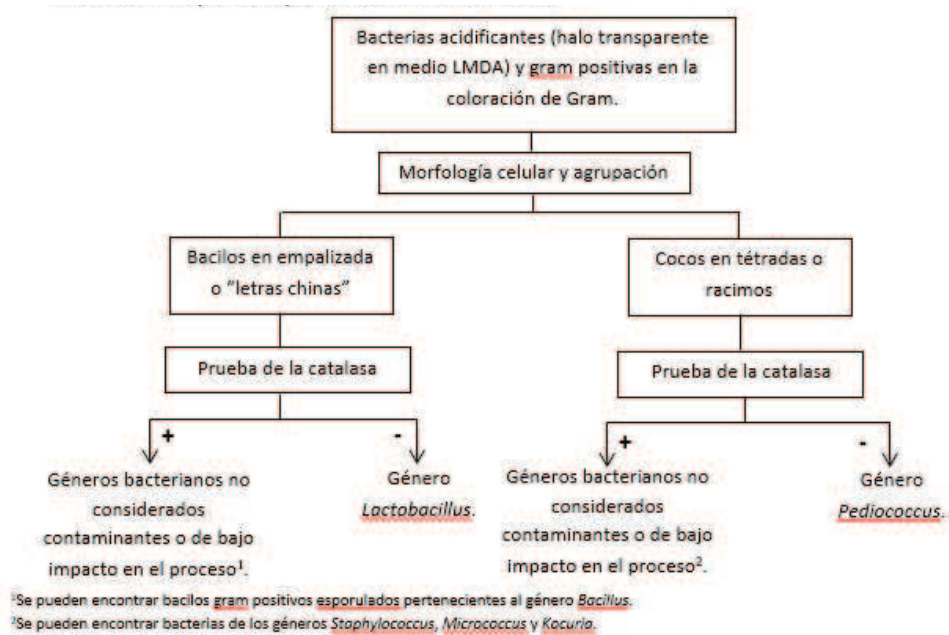 Bacterias acidificantes (halo transparente
en medio LMDA) y gram positivas en la
coloración de Gram.
Morfología celular y agrupación
Bacilos en empalizada
o "letras chinas"
Cocos en tétradas o
racimos
Prueba de la catalasa
Prueba de la catalasa
+
-
+
-
Géneros bacterianos no
considerados
contaminantes o de bajo
impacto en el proceso¹.
Género
Lactobacillus.
Géneros bacterianos no
considerados
contaminantes o de bajo
impacto en el proceso².
Género
Pediococcus.
¹Se pueden encontrar bacilos gram positivos esporulados pertenecientes al género Bacillus.
²Se pueden encontrar bacterias de los géneros Staphylococcus, Micrococcus y Kocuria.